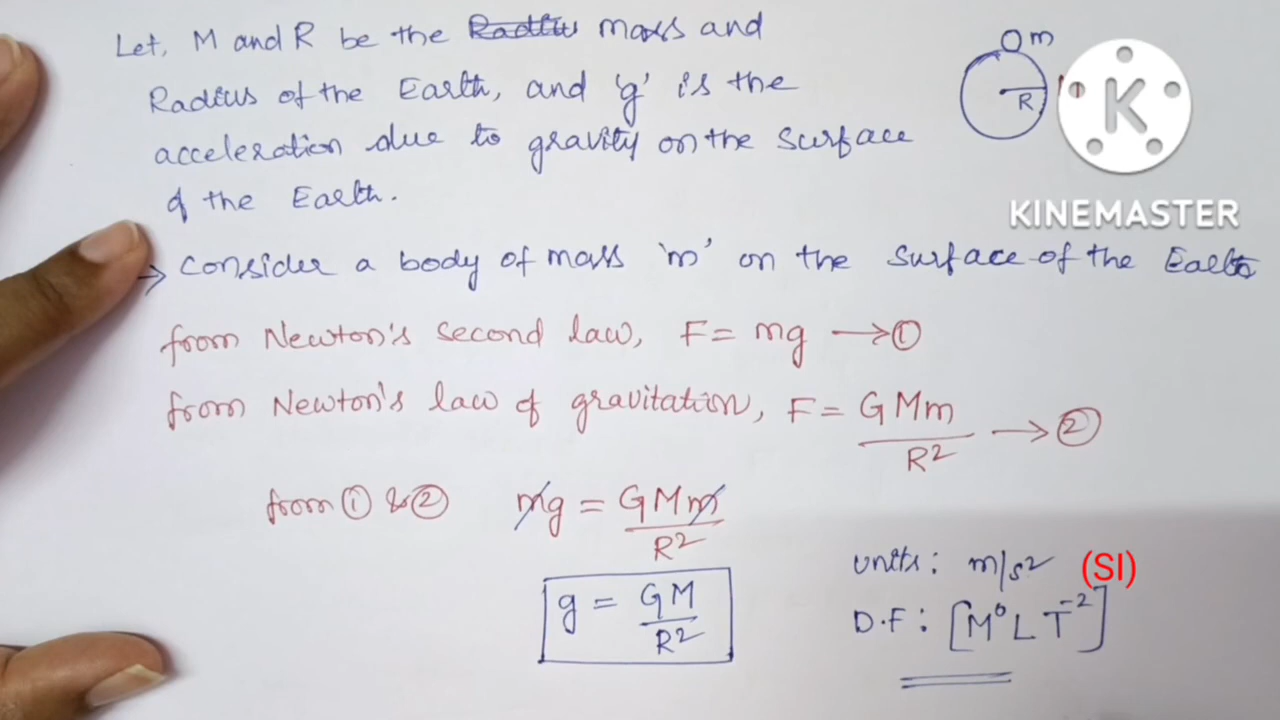 Let, M and R be the Radius mass and
Radius of the Earth, and 'g' is the
acceleration due to gravity on the surface
of the Earth.
→ Consider a body of mass 'm' on the surface of the Earth
from Newton's second law, F = mg → ①
from Newton's law of gravitation, F = GMm/R² → ②
from ① & ② mg = GMm/R²
g = GM/R²
units: m/s² (SI)
D.F: [M⁰LT⁻²]
m
R
K
KINEMASTER